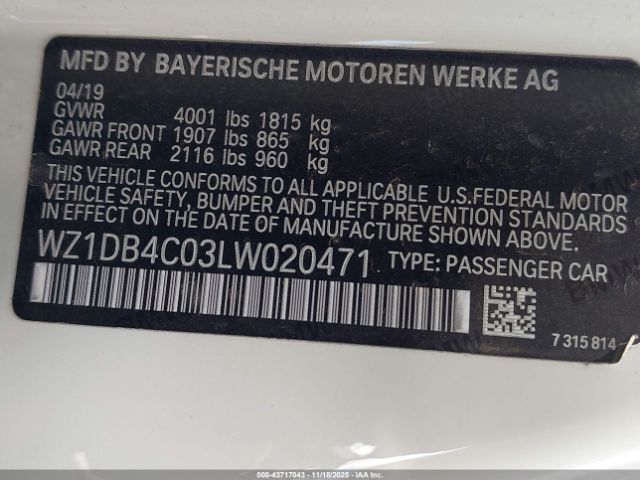 MFD BY BAYERISCHE MOTOREN WERKE AG
04/19
GVWR 4001 lbs 1815 kg
GAWR FRONT 1907 lbs 865 kg
GAWR REAR 2116 lbs 960 kg
THIS VEHICLE CONFORMS TO ALL APPLICABLE U.S.FEDERAL MOTOR
VEHICLE SAFETY, BUMPER AND THEFT PREVENTION STANDARDS
IN EFFECT ON THE DATE OF MANUFACTURE SHOWN ABOVE.
WZ1DB4C03LW020471 TYPE: PASSENGER CAR
7 315 814
000-43717043 | 11/18/2025 - IAAI.COM